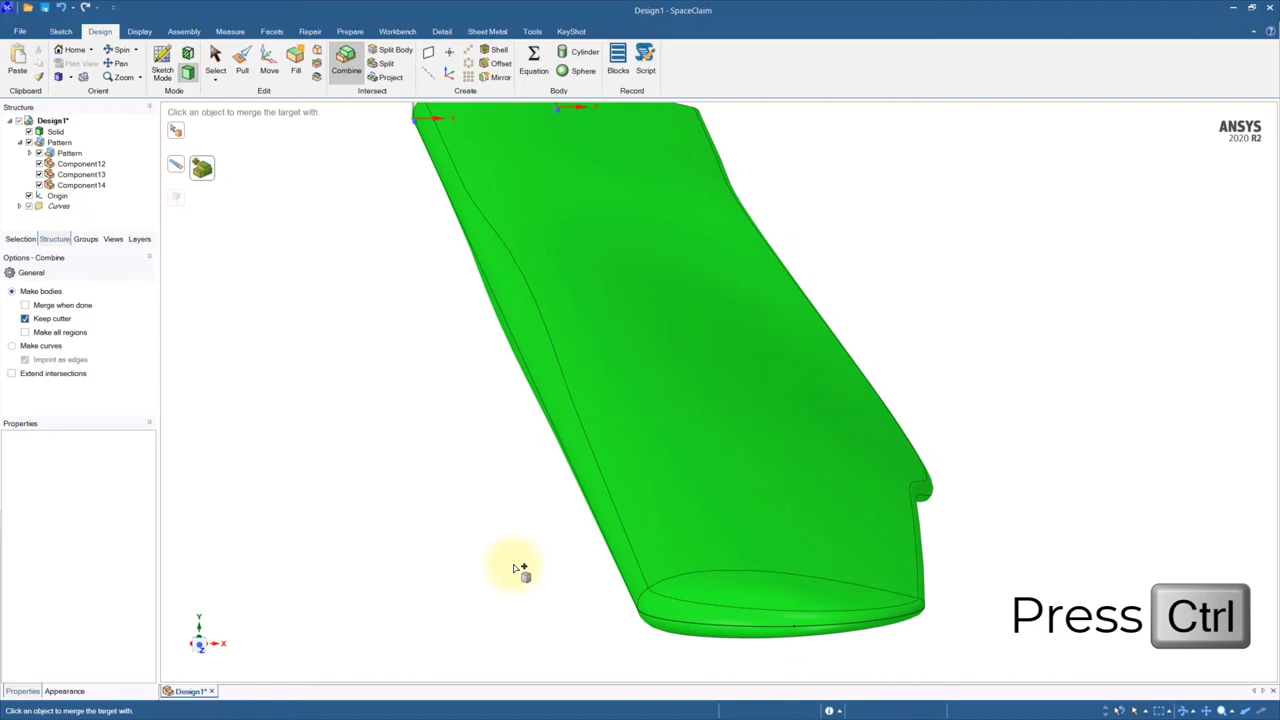 Design1* - SpaceClaim
File Sketch Design Display Assembly Measure Facets Repair Prepare Workbench Detail Sheet Metal Tools KeyShot
Paste
Home
Plan View
Spin
Pan
Zoom
Sketch
Mode
Select
Pull
Move
Fill
Combine
Split Body
Split
Project
Shell
Offset
Mirror
Equation
Cylinder
Sphere
Blocks
Script
Clipboard
Orient
Mode
Edit
Intersect
Create
Body
Record
Structure
Design1*
Solid
Pattern
Pattern
Component12
Component13
Component14
Origin
Curves
Selection Structure Groups Views Layers
Options - Combine
General
Make bodies
Merge when done
Keep cutter
Make all regions
Make curves
Imprint as edges
Extend intersections
Properties
Properties Appearance
Click an object to merge the target with.
ANSYS
2020 R2
X
X
Y
X
Z
Press Ctrl
Design1*
Click an object to merge the target with.